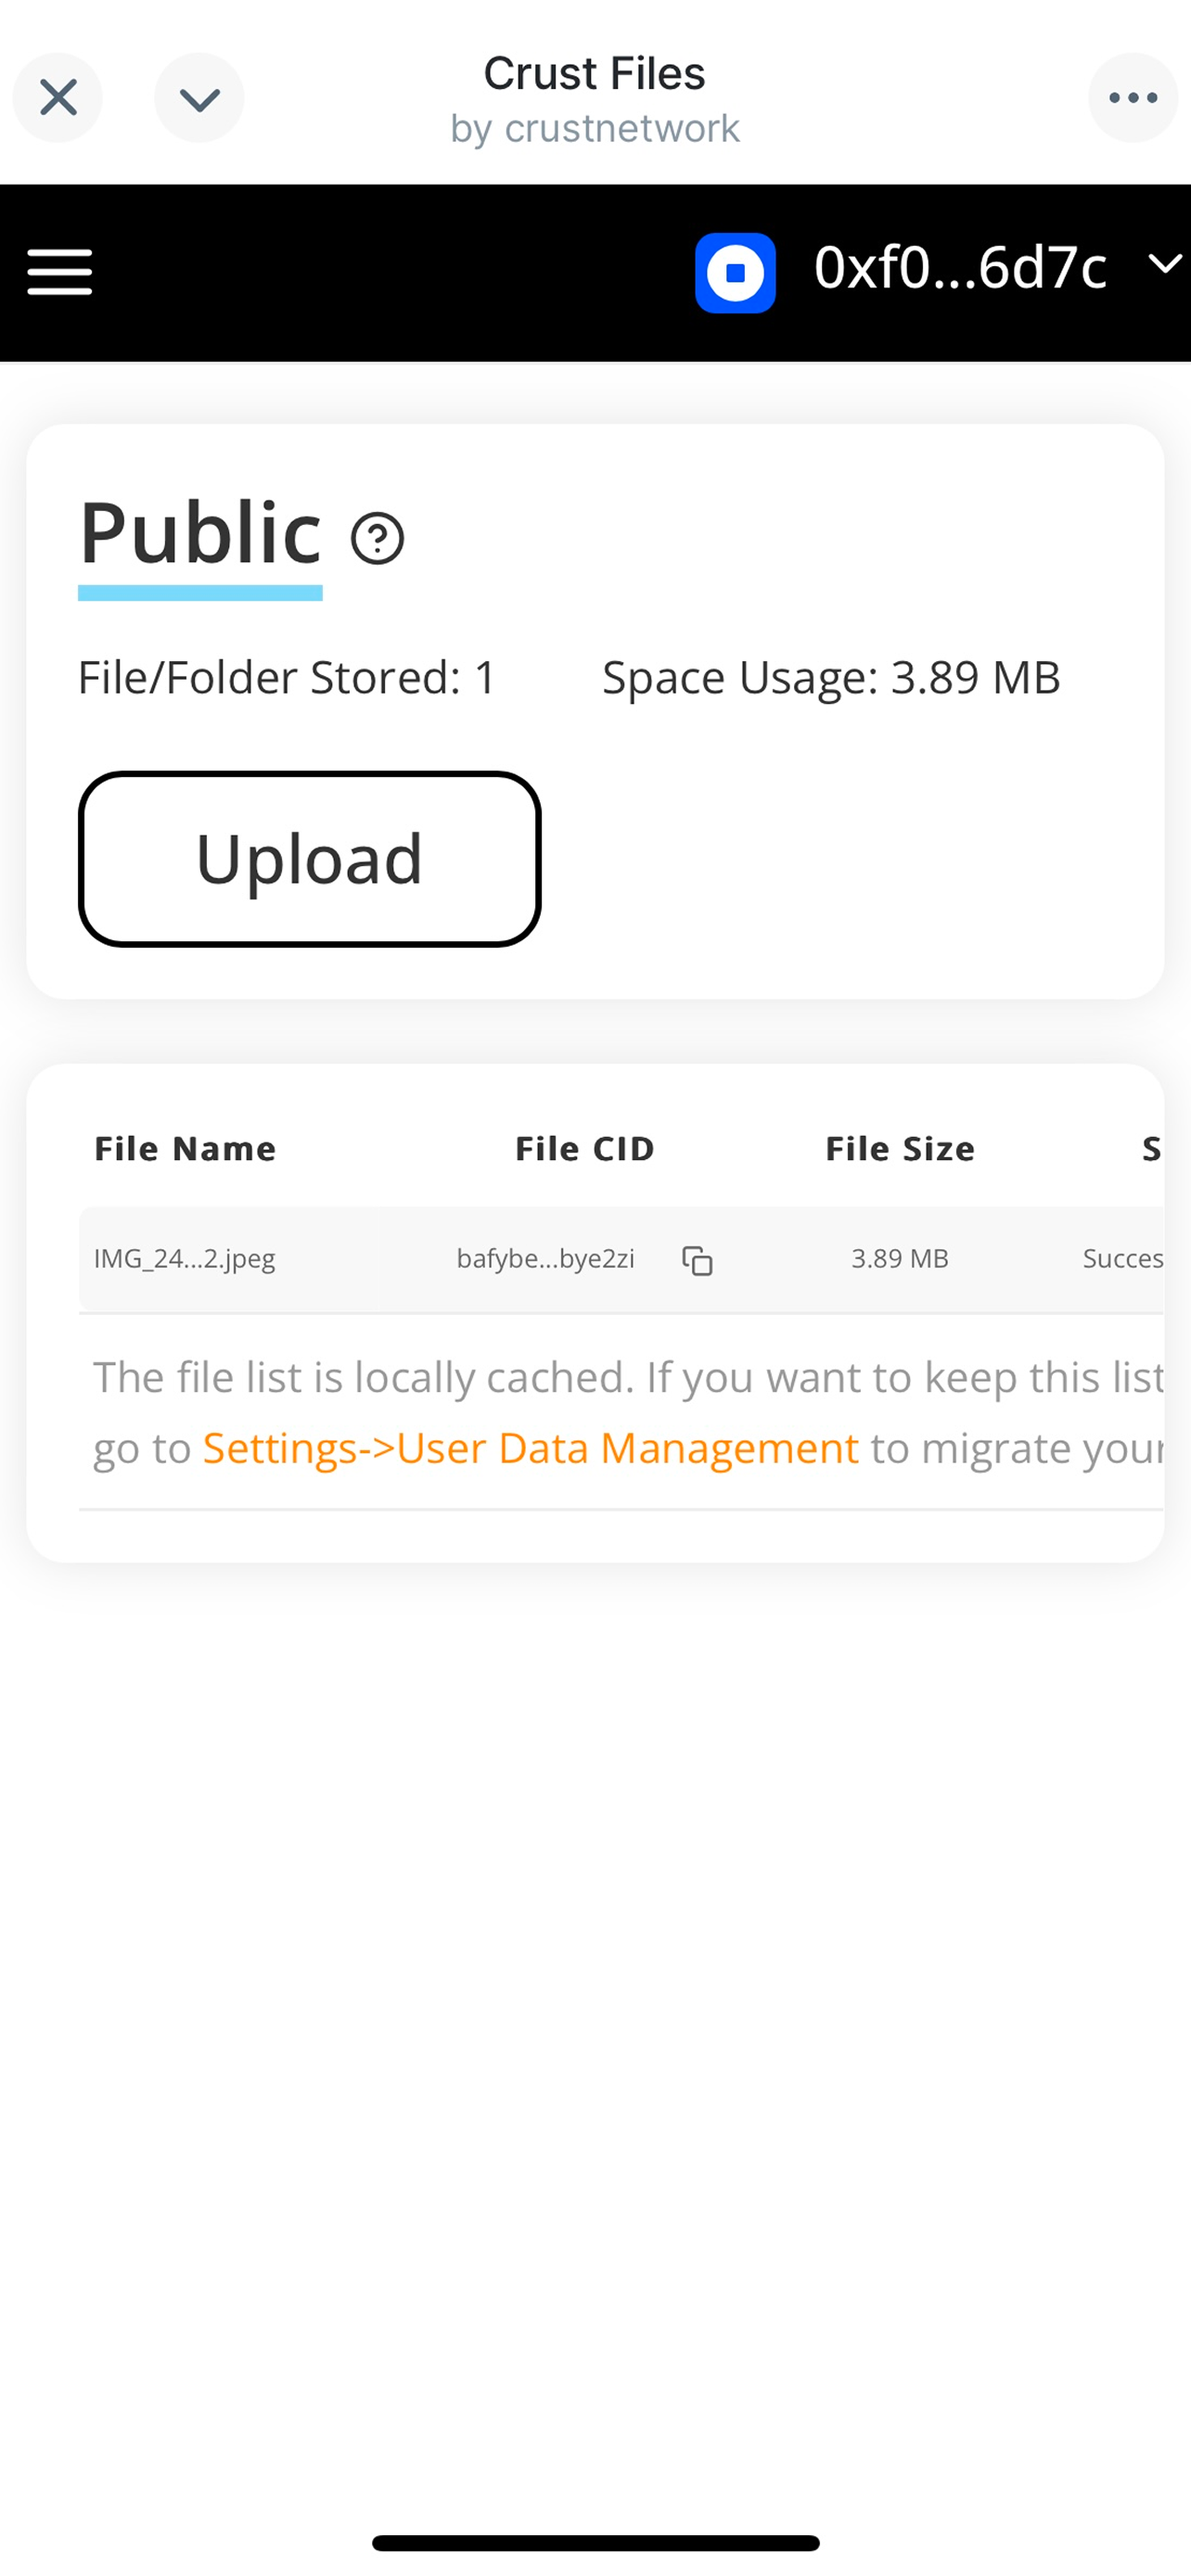 Crust Files
by crustnetwork
0xf0...6d7c
Public
File/Folder Stored: 1 Space Usage: 3.89 MB
Upload
File Name File CID File Size S
IMG_24...2.jpeg bafybe...bye2zi 3.89 MB Succes
The file list is locally cached. If you want to keep this list
go to Settings->User Data Management to migrate your